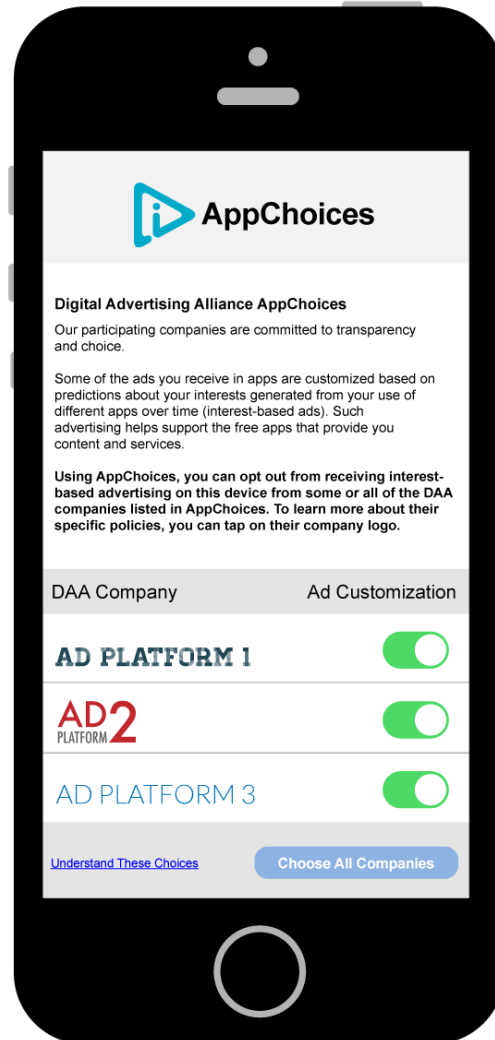 AppChoices
Digital Advertising Alliance AppChoices
Our participating companies are committed to transparency
and choice.
Some of the ads you receive in apps are customized based on
predictions about your interests generated from your use of
different apps over time (interest-based ads). Such
advertising helps support the free apps that provide you
content and services.
Using AppChoices, you can opt out from receiving interest-
based advertising on this device from some or all of the DAA
companies listed in AppChoices. To learn more about their
specific policies, you can tap on their company logo.
DAA Company Ad Customization
AD PLATFORM 1
AD PLATFORM 2
AD PLATFORM 3
Understand These Choices Choose All Companies